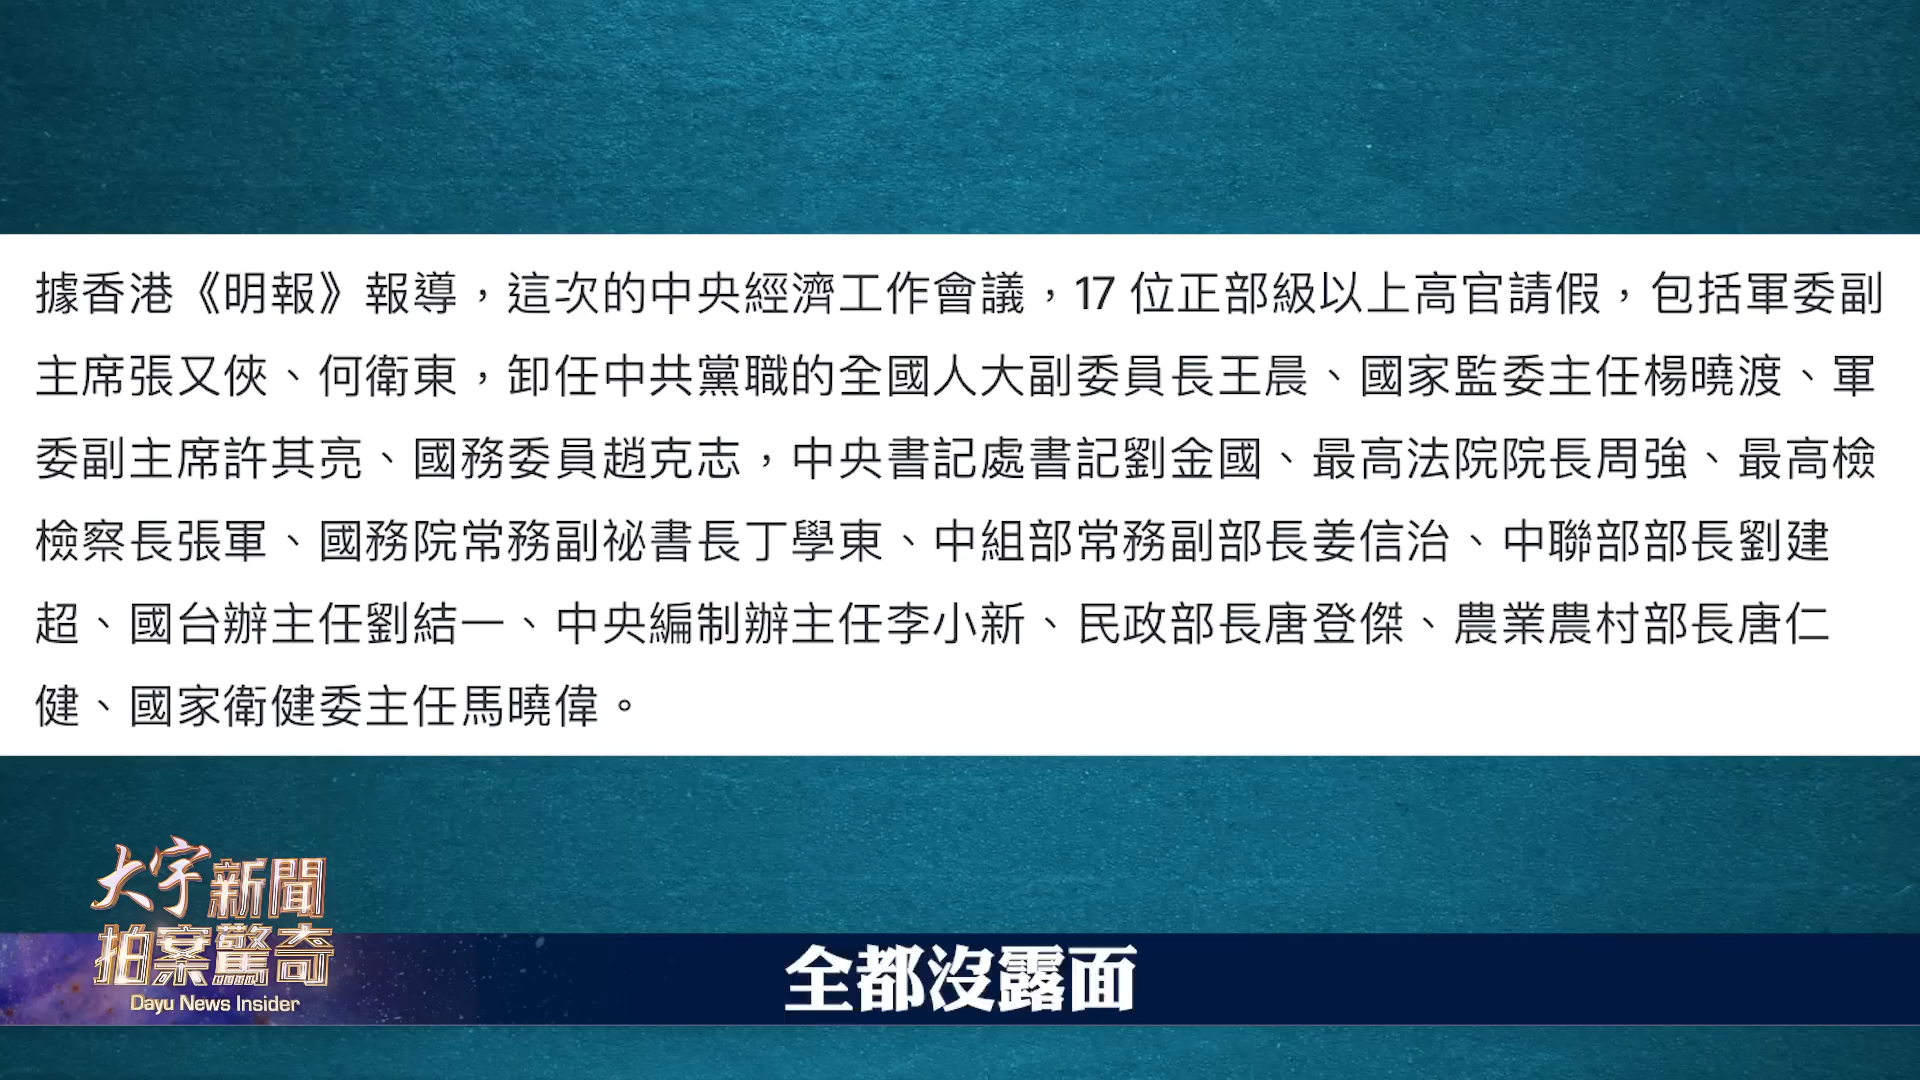 據香港《明報》報導，這次的中央經濟工作會議，17 位正部級以上高官請假，包括軍委副
主席張又俠、何衛東，卸任中共黨職的全國人大副委員長王晨、國家監委主任楊曉渡、軍
委副主席許其亮、國務委員趙克志，中央書記處書記劉金國、最高法院院長周強、最高檢
檢察長張軍、國務院常務副祕書長丁學東、中組部常務副部長姜信治、中聯部部長劉建
超、國台辦主任劉結一、中央編制辦主任李小新、民政部長唐登傑、農業農村部長唐仁
健、國家衛健委主任馬曉偉。
大宇新聞
拍案驚奇
Dayu News Insider
全都沒露面